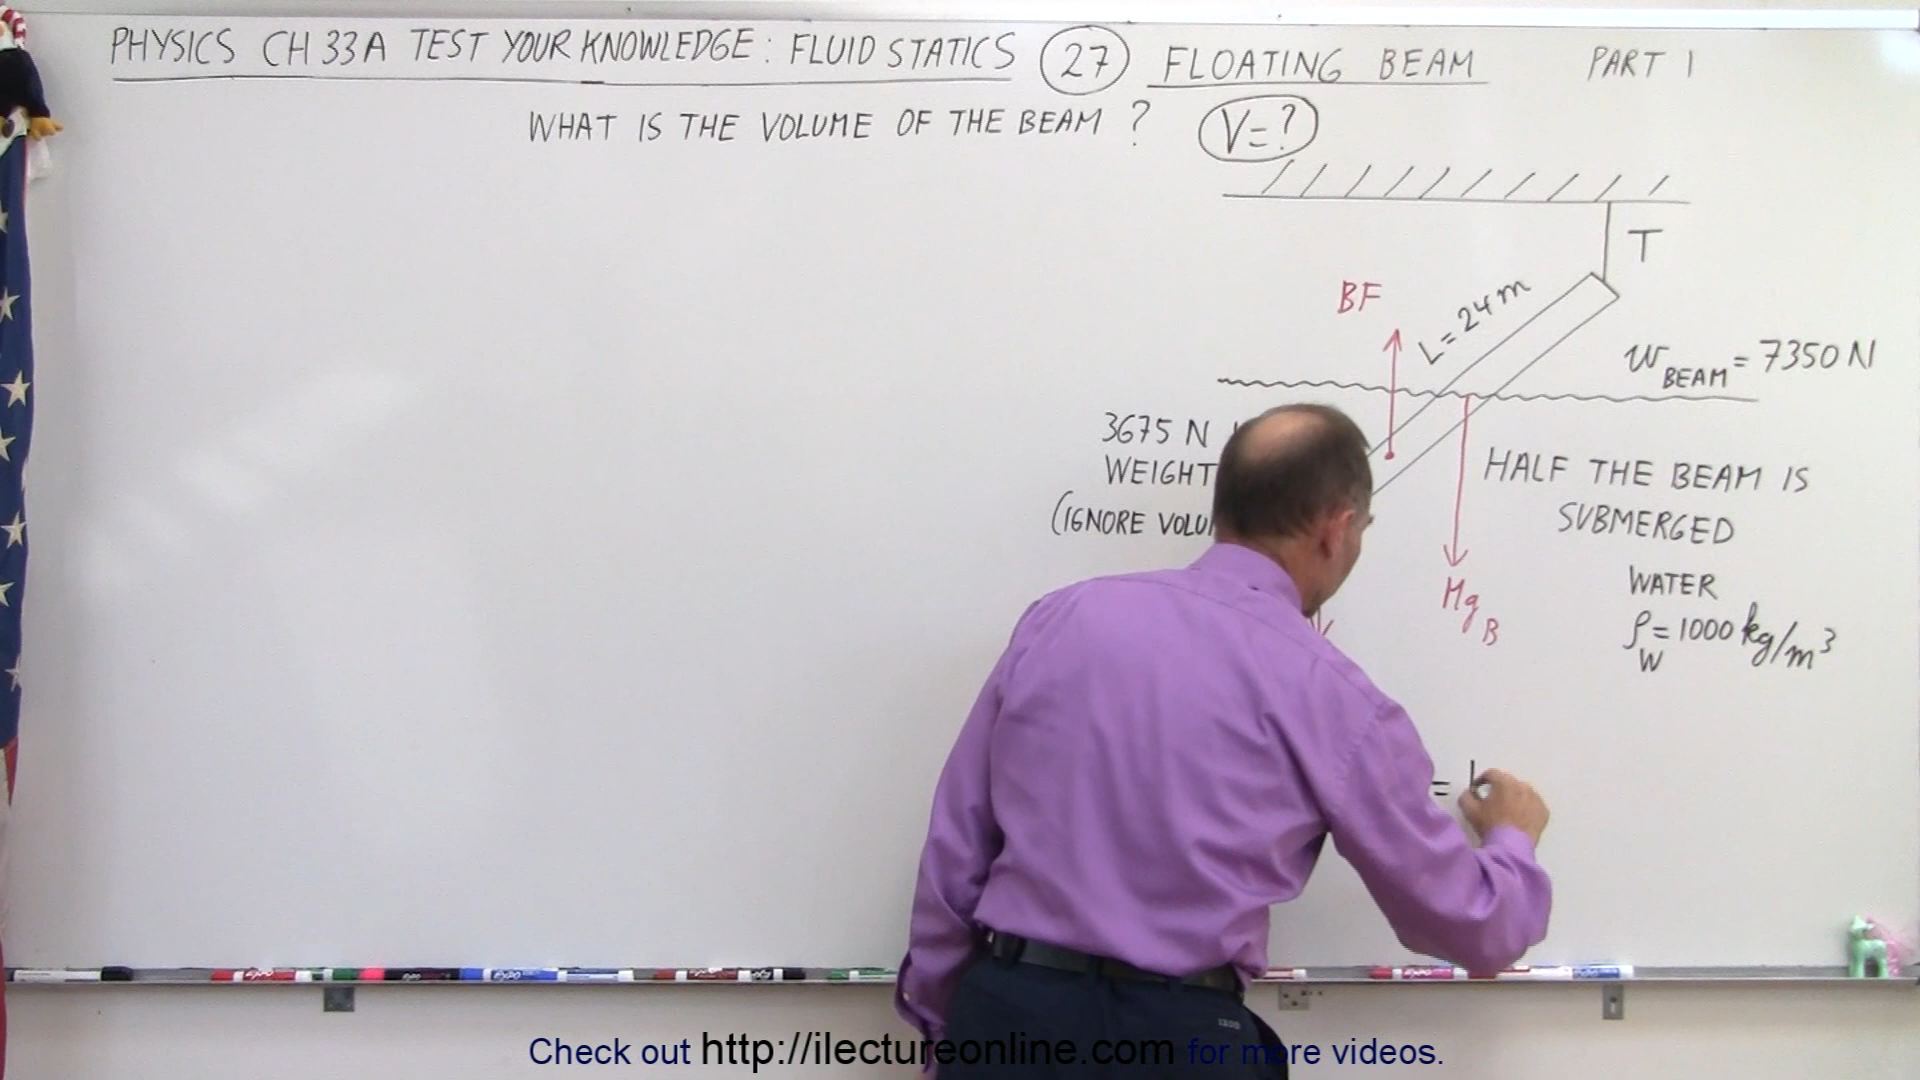 PHYSICS CH 33A TEST YOUR KNOWLEDGE: FLUID STATICS 27 FLOATING BEAM PART 1
WHAT IS THE VOLUME OF THE BEAM ? V=?
T
BF
L = 24 m
W BEAM = 7350 N
3675 N
WEIGHT
(IGNORE
HALF THE BEAM IS
SUBMERGED
Mg B
WATER
ρ W = 1000 kg/m³
=
EXPO
Check out http://ilectureonline.com for more videos.